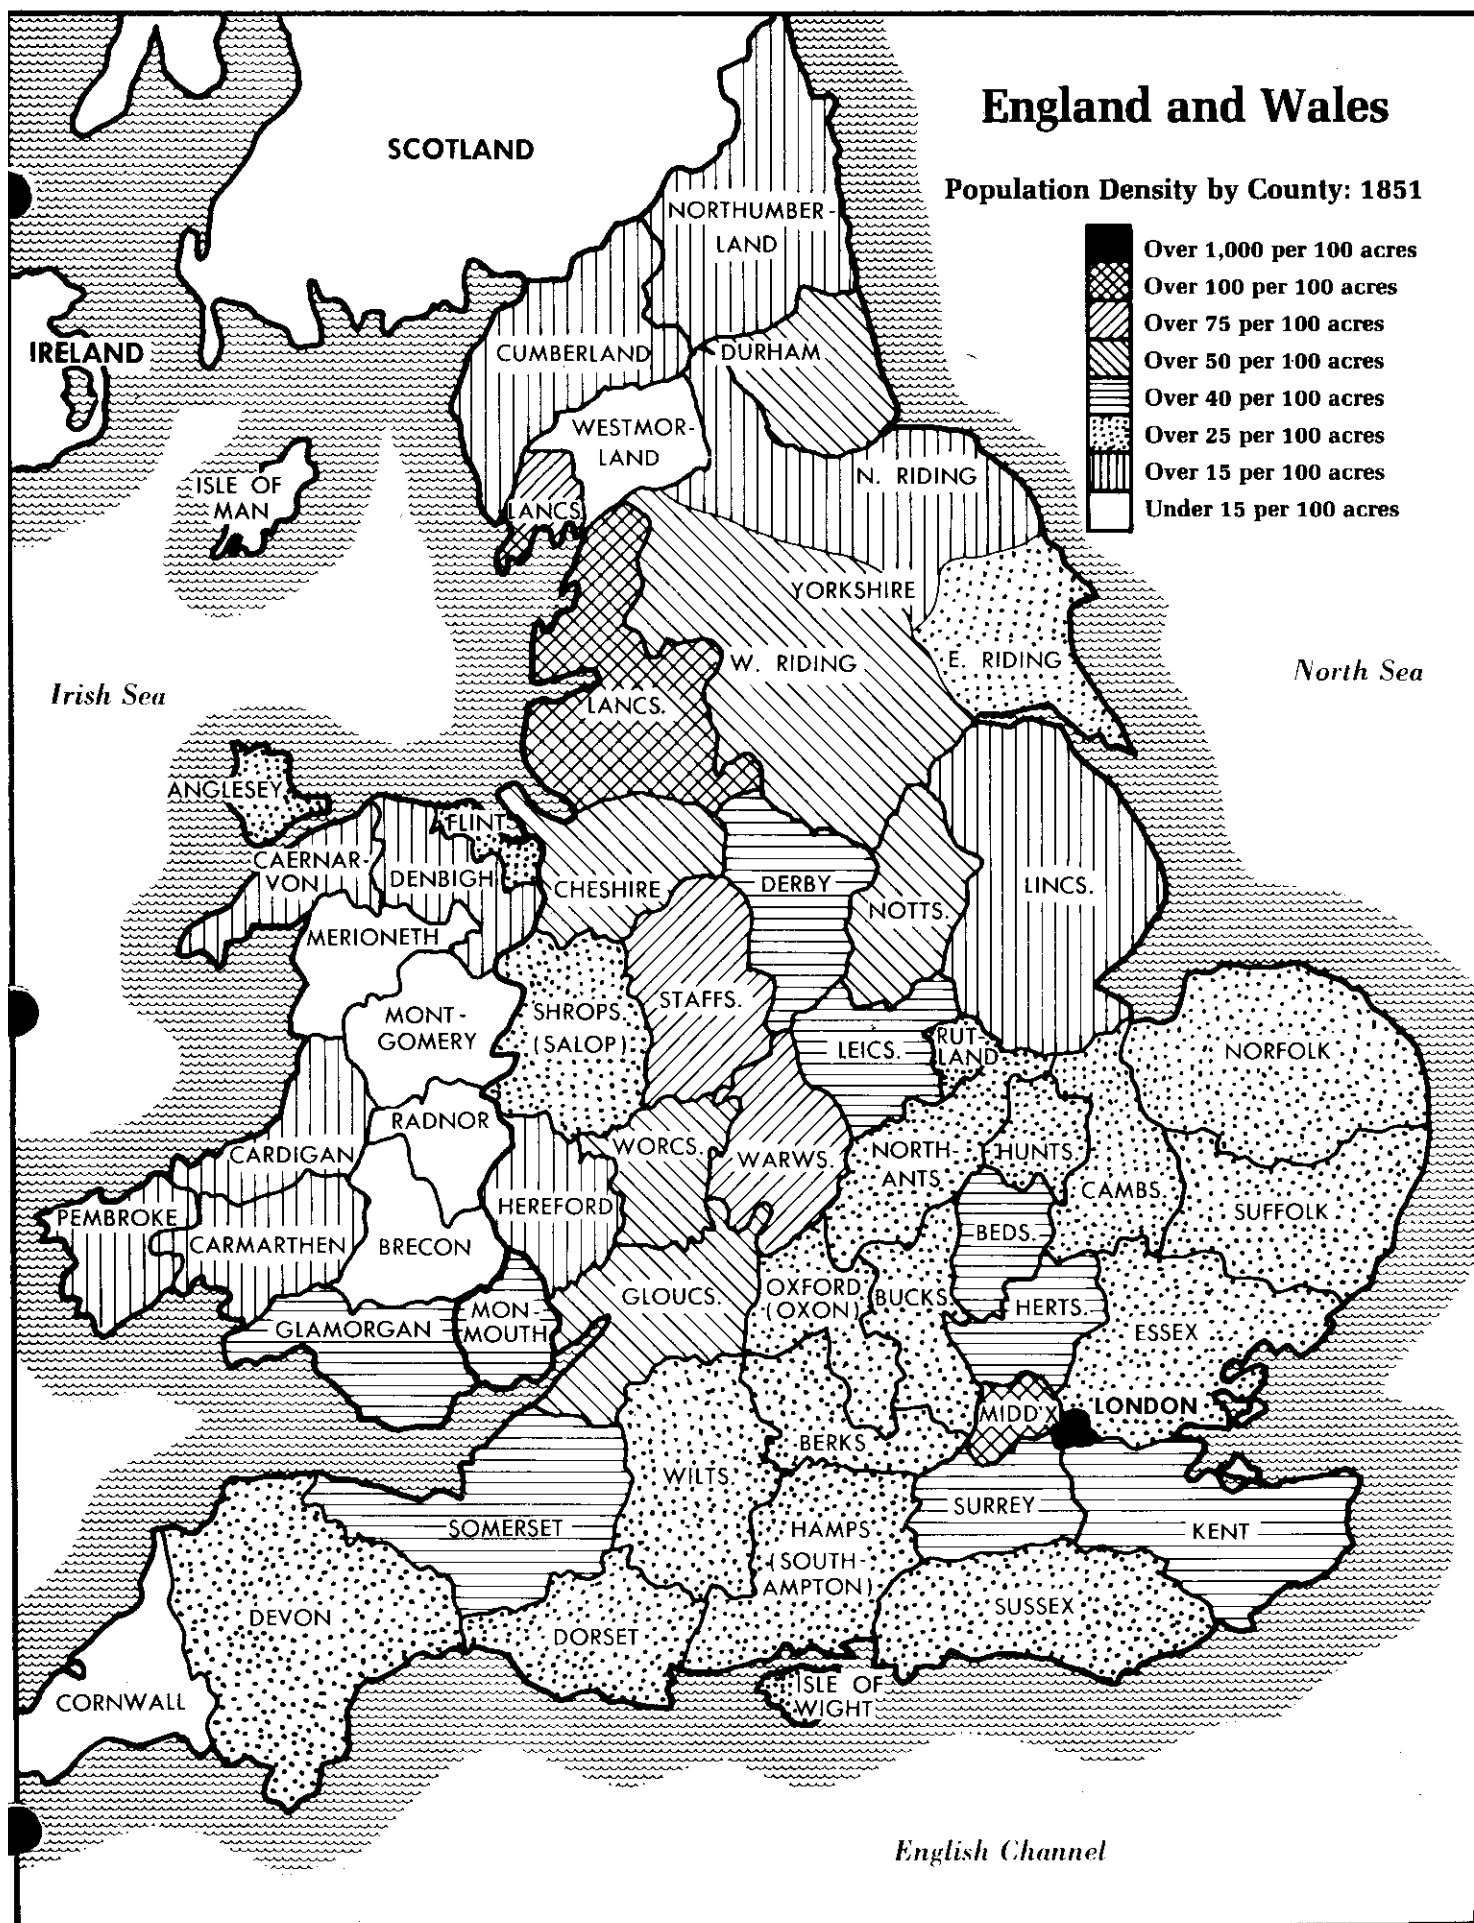 England and Wales
Population Density by County: 1851
Over 1,000 per 100 acres
Over 100 per 100 acres
Over 75 per 100 acres
Over 50 per 100 acres
Over 40 per 100 acres
Over 25 per 100 acres
Over 15 per 100 acres
Under 15 per 100 acres
SCOTLAND
NORTHUMBER-
LAND
IRELAND
CUMBERLAND
DURHAM
WESTMOR-
LAND
ISLE OF
MAN
LANCS.
N. RIDING
YORKSHIRE
W. RIDING
E. RIDING
North Sea
Irish Sea
LANCS.
ANGLESEY
FLINT
CAERNAR-
VON
DENBIGH
CHESHIRE
DERBY
NOTTS.
LINCS.
MERIONETH
MONT-
GOMERY
SHROPS.
(SALOP)
STAFFS.
LEICS.
RUT-
LAND
NORFOLK
RADNOR
CARDIGAN
WORCS.
WARWS.
NORTH-
ANTS.
HUNTS.
CAMBS.
SUFFOLK
PEMBROKE
CARMARTHEN
BRECON
HEREFORD
BEDS.
GLAMORGAN
MON-
MOUTH
GLOUCS.
OXFORD
(OXON)
BUCKS.
HERTS.
ESSEX
MIDD'X
LONDON
BERKS.
WILTS.
SURREY
KENT
SOMERSET
HAMPS
(SOUTH-
AMPTON)
DEVON
DORSET
SUSSEX
CORNWALL
ISLE OF
WIGHT
English Channel